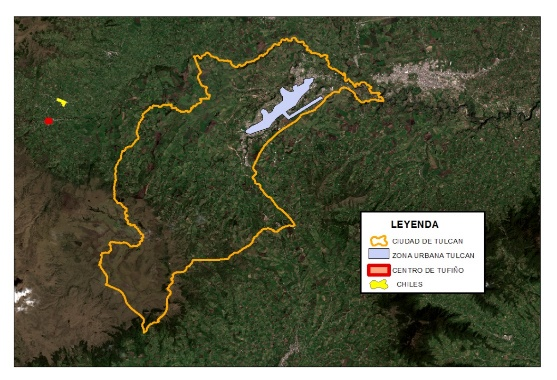 LEYENDA
CIUDAD DE TULCAN
ZONA URBANA TULCAN
CENTRO DE TUFIÑO
CHILES